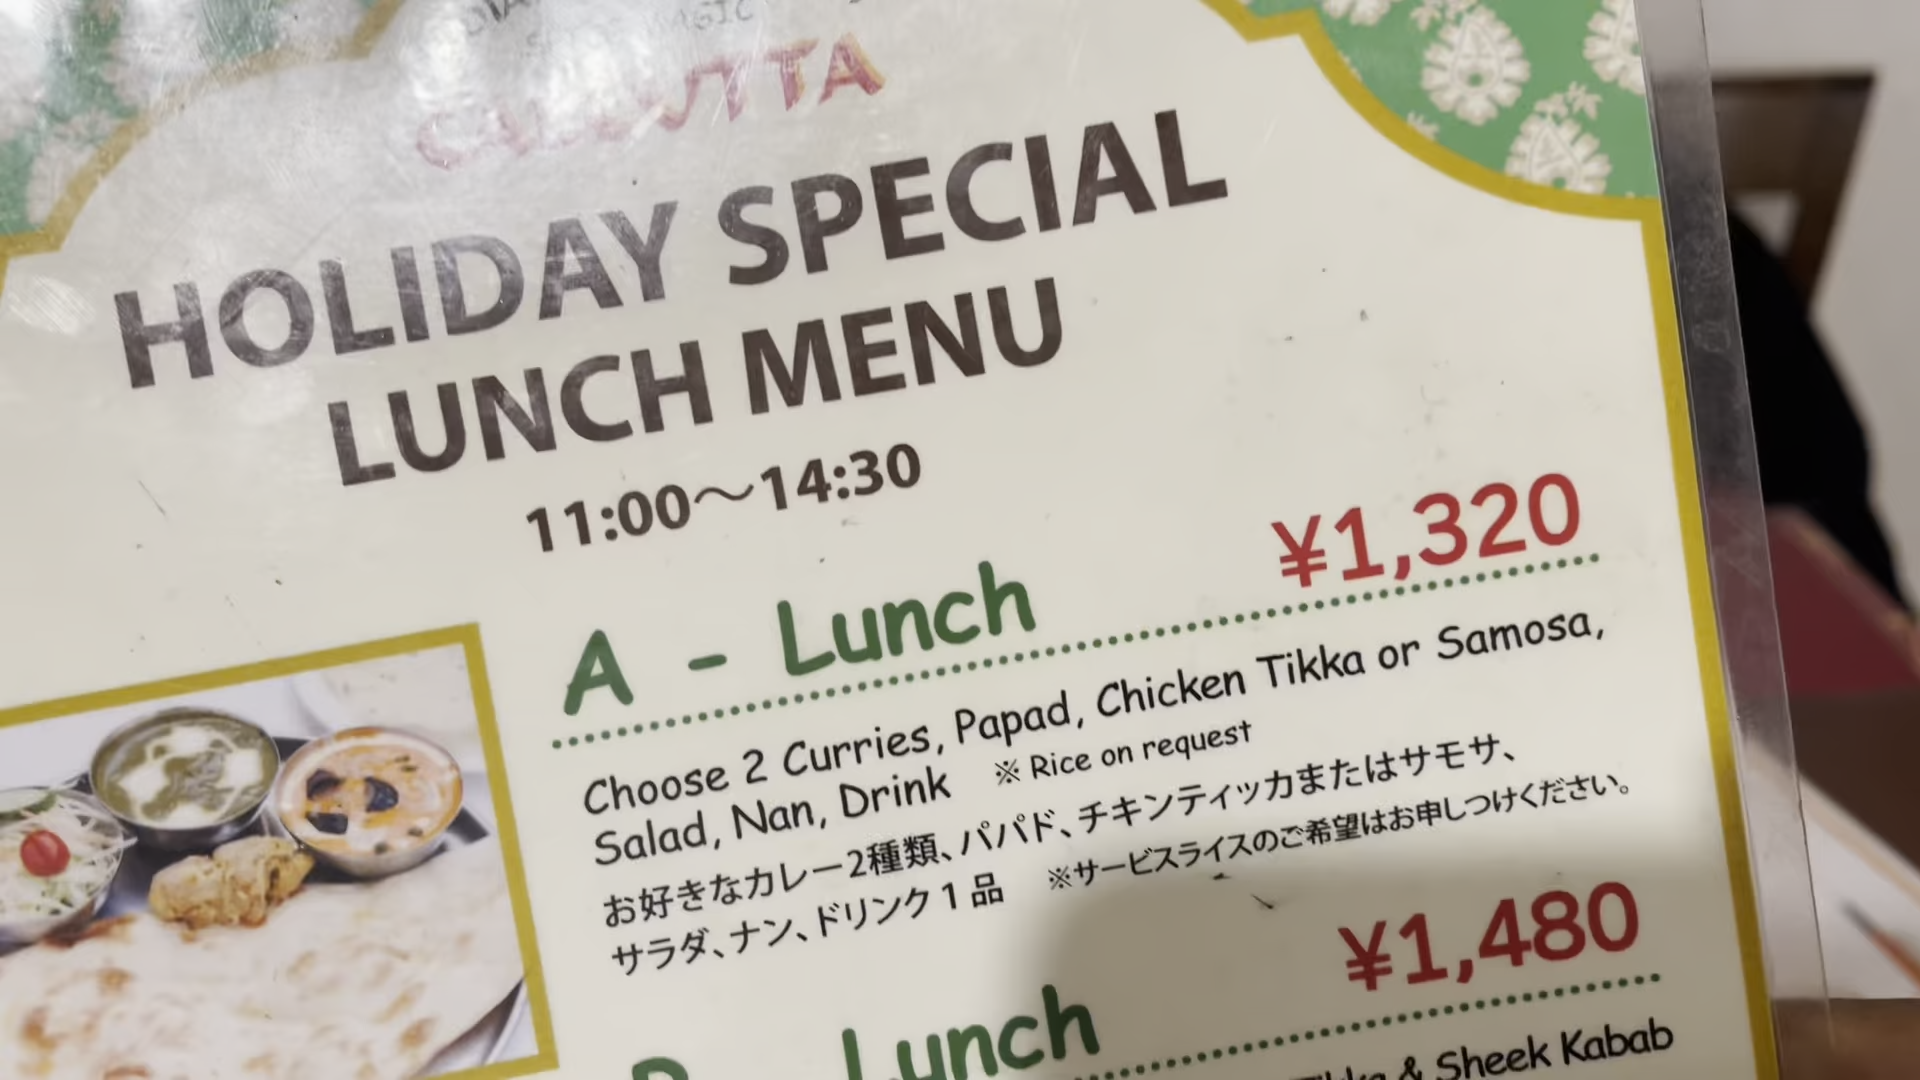 CALCUTTA
HOLIDAY SPECIAL
LUNCH MENU
11:00〜14:30
A - Lunch ¥1,320
Choose 2 Curries, Papad, Chicken Tikka or Samosa,
Salad, Nan, Drink ※ Rice on request
お好きなカレー2種類、パパド、チキンティッカまたはサモサ、
サラダ、ナン、ドリンク1品 ※サービスライスのご希望はお申しつけください。
Lunch ¥1,480
& Sheek Kabab